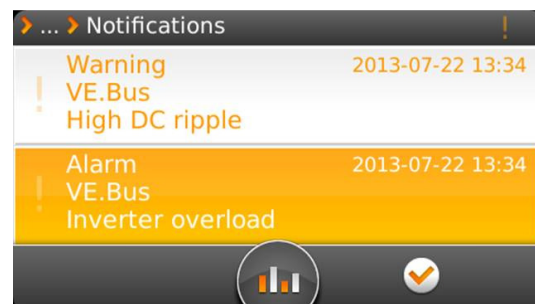 ... Notifications
Warning 2013-07-22 13:34
VE.Bus
High DC ripple
Alarm 2013-07-22 13:34
VE.Bus
Inverter overload